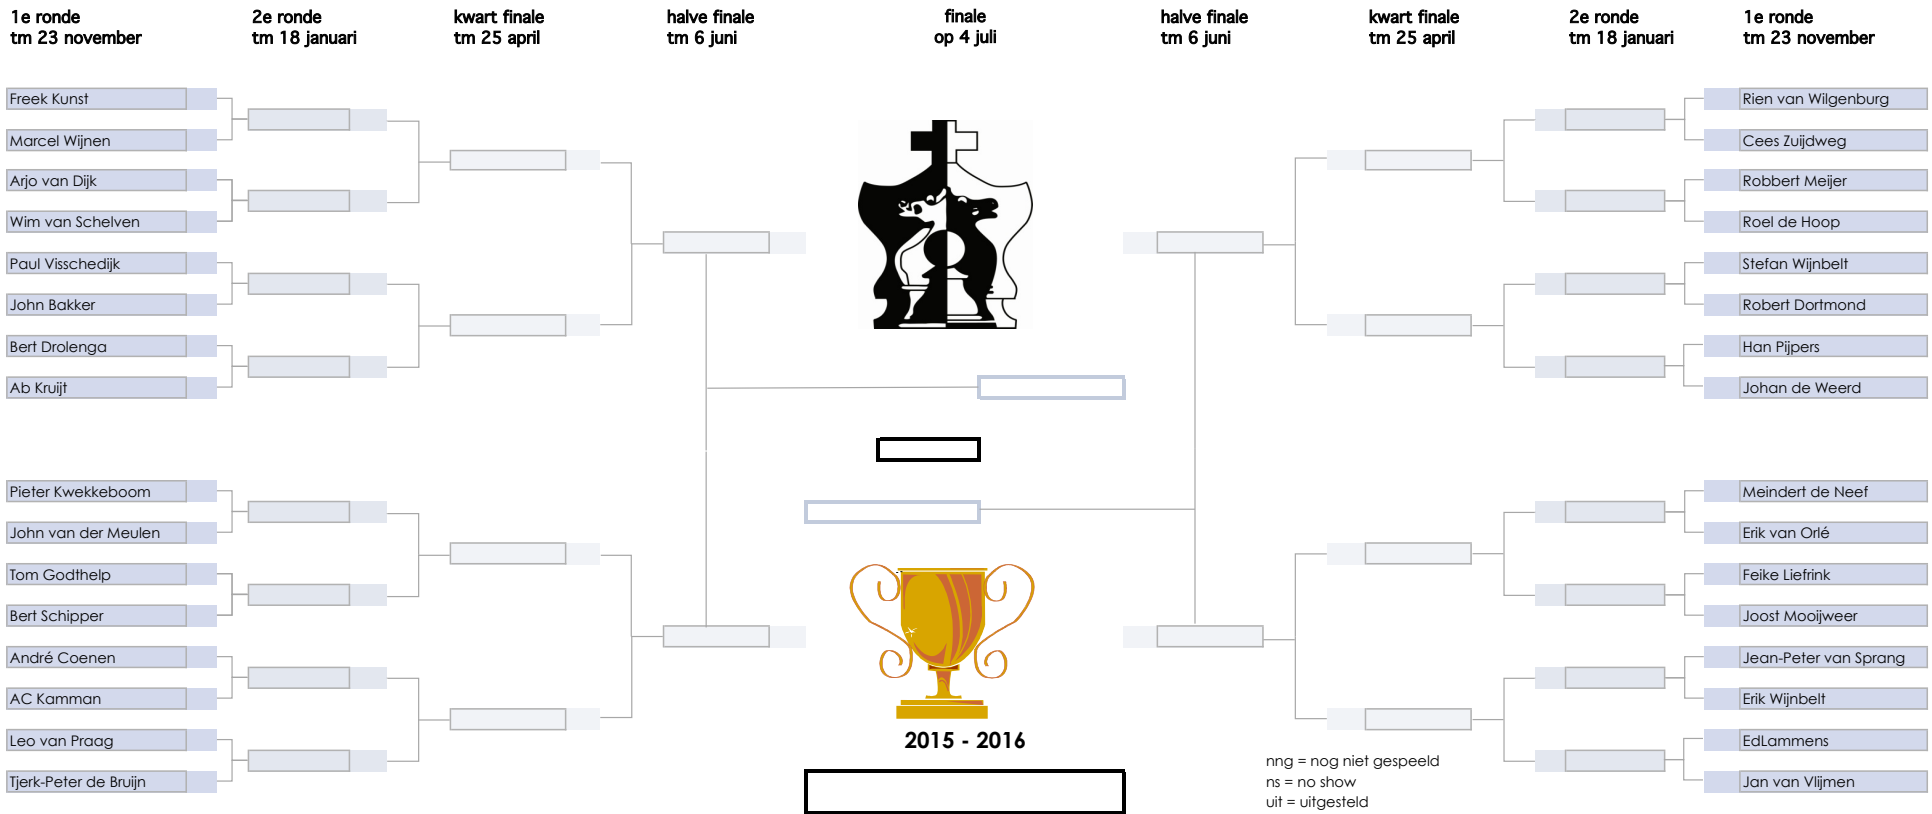 1e ronde
tm 23 november
2e ronde
tm 18 januari
kwart finale
tm 25 april
halve finale
tm 6 juni
finale
op 4 juli
halve finale
tm 6 juni
kwart finale
tm 25 april
2e ronde
tm 18 januari
1e ronde
tm 23 november
Freek Kunst
Marcel Wijnen
Arjo van Dijk
Wim van Schelven
Paul Visschedijk
John Bakker
Bert Drolenga
Ab Kruijt
Pieter Kwekkeboom
John van der Meulen
Tom Godthelp
Bert Schipper
André Coenen
AC Kamman
Leo van Praag
Tjerk-Peter de Bruijn
Rien van Wilgenburg
Cees Zuijdweg
Robbert Meijer
Roel de Hoop
Stefan Wijnbelt
Robert Dortmond
Han Pijpers
Johan de Weerd
Meindert de Neef
Erik van Orlé
Feike Liefrink
Joost Mooijweer
Jean-Peter van Sprang
Erik Wijnbelt
EdLammens
Jan van Vlijmen
2015 - 2016
nng = nog niet gespeeld
ns = no show
uit = uitgesteld